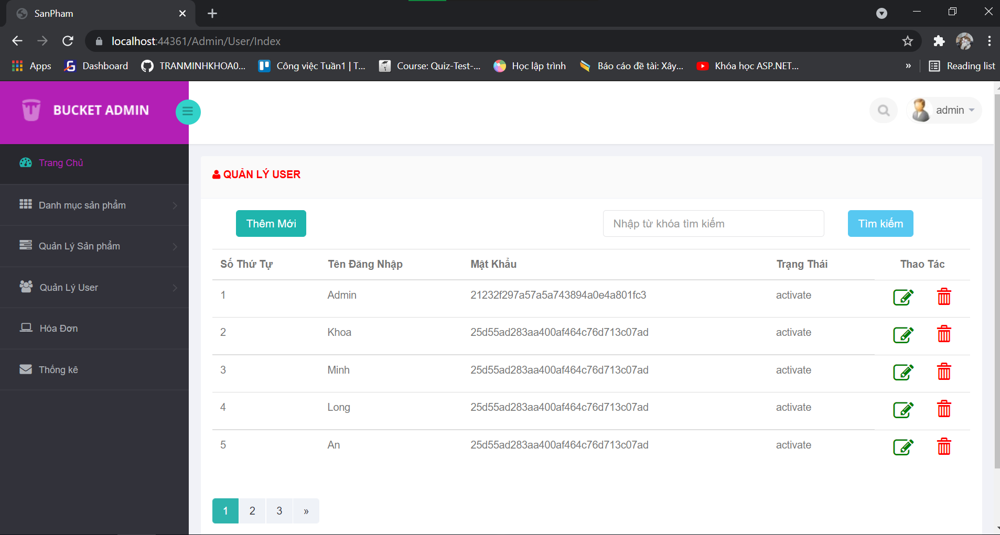 SanPham
localhost:44361/Admin/User/Index
Apps Dashboard TRANMINHKHOA0... Công việc Tuần1 | T... Course: Quiz-Test-... Học lập trình Báo cáo đề tài: Xây... Khóa học ASP.NET... » Reading list
BUCKET ADMIN
admin
Trang Chủ
Danh mục sản phẩm
Quản Lý Sản phẩm
Quản Lý User
Hóa Đơn
Thống kê
QUẢN LÝ USER
Thêm Mới Nhập từ khóa tìm kiếm Tìm kiếm
Số Thứ Tự Tên Đăng Nhập Mật Khẩu Trạng Thái Thao Tác
1 Admin 21232f297a57a5a743894a0e4a801fc3 activate
2 Khoa 25d55ad283aa400af464c76d713c07ad activate
3 Minh 25d55ad283aa400af464c76d713c07ad activate
4 Long 25d55ad283aa400af464c76d713c07ad activate
5 An 25d55ad283aa400af464c76d713c07ad activate
1 2 3 »